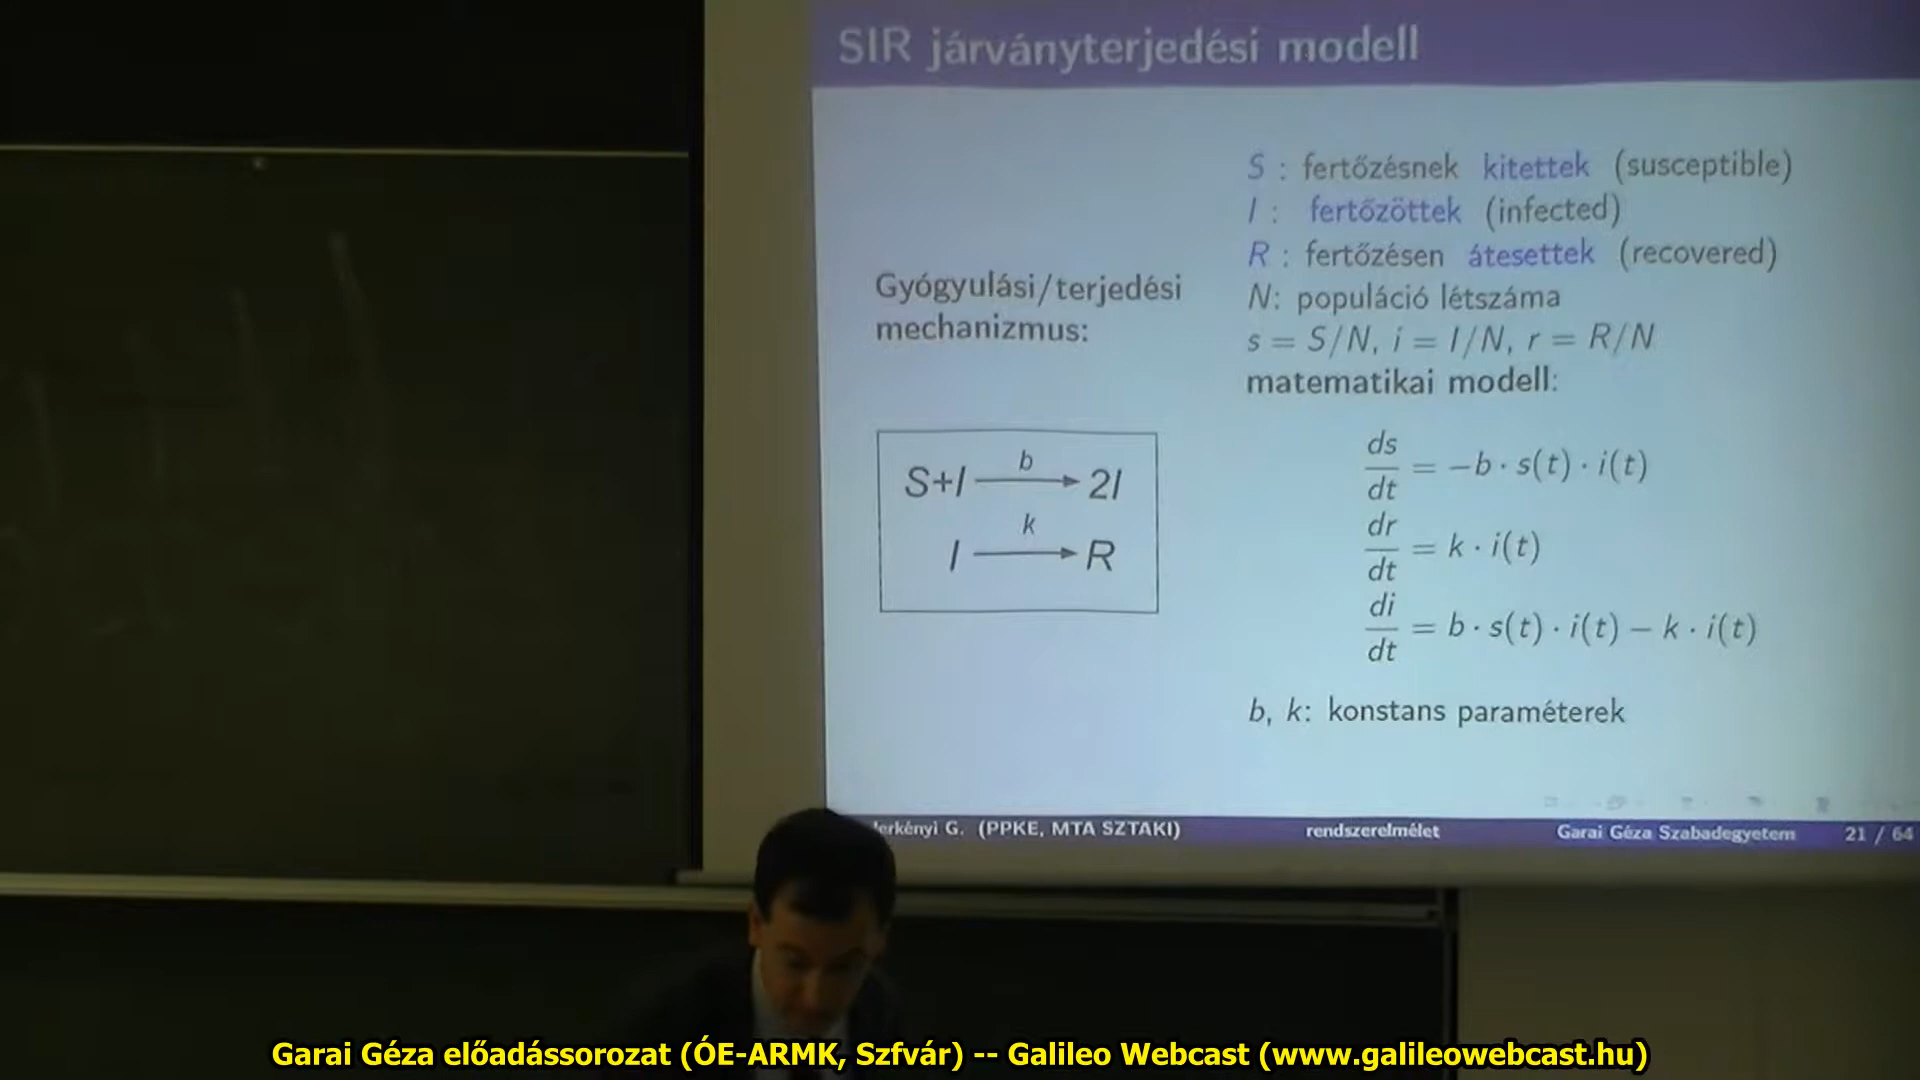 SIR járványterjedési modell
Gyógyulási/terjedési
mechanizmus:
S+I b 2I
I k R
S : fertőzésnek kitettek (susceptible)
I : fertőzöttek (infected)
R : fertőzésen átesettek (recovered)
N: populáció létszáma
s = S/N, i = I/N, r = R/N
matematikai modell:
ds/dt = −b · s(t) · i(t)
dr/dt = k · i(t)
di/dt = b · s(t) · i(t) − k · i(t)
b, k: konstans paraméterek
G. (PPKE, MTA SZTAKI) rendszerelmélet Garai Géza Szabadegyetem 21 / 64
Garai Géza előadássorozat (ÓE-ARMK, Szfvár) -- Galileo Webcast (www.galileowebcast.hu)